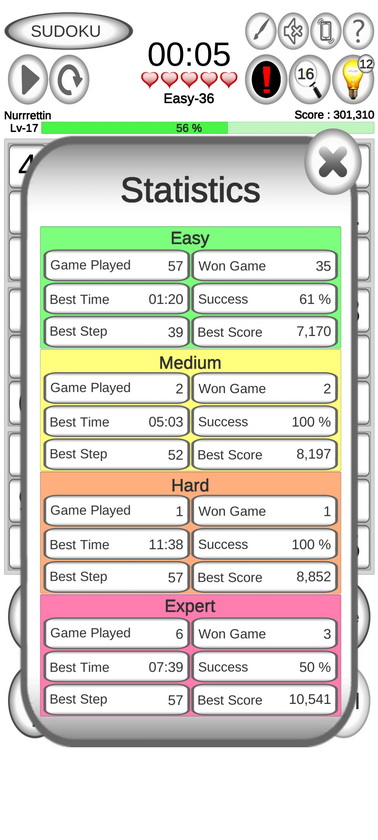 SUDOKU
00:05
Easy-36
16
12
Nurrrettin
Score : 301,310
Lv-17
56 %
Statistics
Easy
Game Played 57 Won Game 35
Best Time 01:20 Success 61 %
Best Step 39 Best Score 7,170
Medium
Game Played 2 Won Game 2
Best Time 05:03 Success 100 %
Best Step 52 Best Score 8,197
Hard
Game Played 1 Won Game 1
Best Time 11:38 Success 100 %
Best Step 57 Best Score 8,852
Expert
Game Played 6 Won Game 3
Best Time 07:39 Success 50 %
Best Step 57 Best Score 10,541